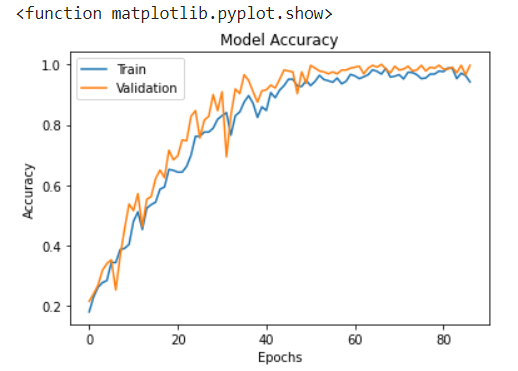 <function matplotlib.pyplot.show>
Model Accuracy
Train
Validation
1.0
0.8
0.6
0.4
0.2
Accuracy
0 20 40 60 80
Epochs